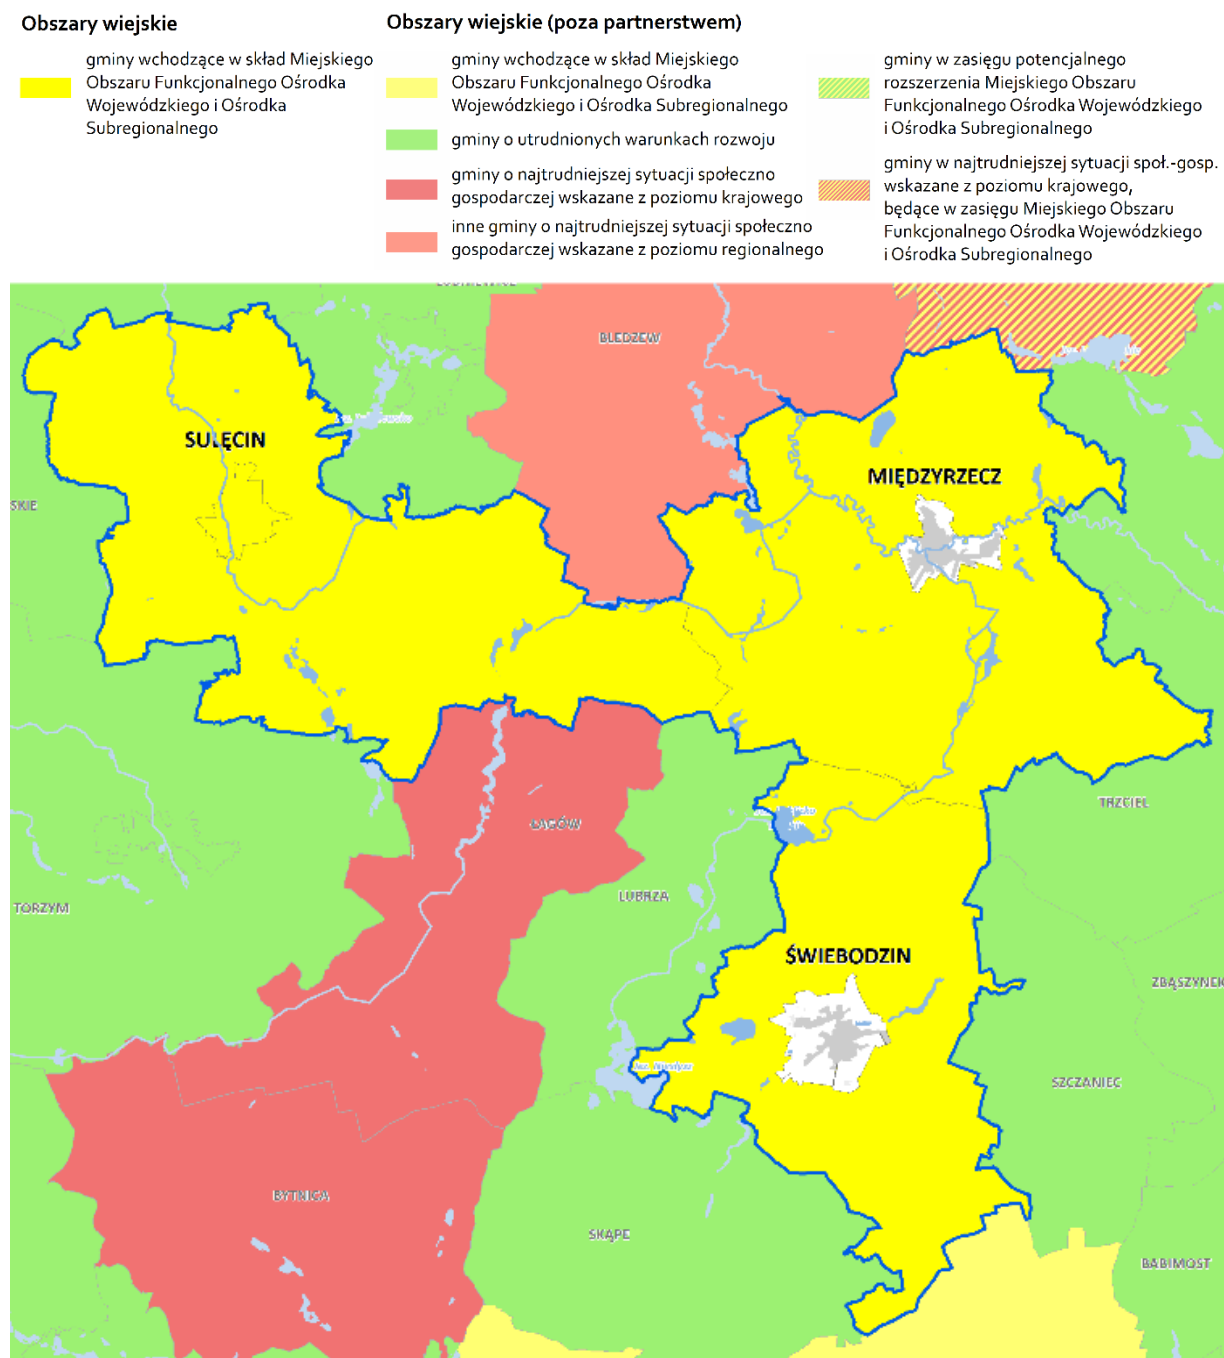 Obszary wiejskie
gminy wchodzące w skład Miejskiego
Obszaru Funkcjonalnego Ośrodka
Wojewódzkiego i Ośrodka
Subregionalnego
Obszary wiejskie (poza partnerstwem)
gminy wchodzące w skład Miejskiego
Obszaru Funkcjonalnego Ośrodka
Wojewódzkiego i Ośrodka Subregionalnego
gminy o utrudnionych warunkach rozwoju
gminy o najtrudniejszej sytuacji społeczno
gospodarczej wskazane z poziomu krajowego
inne gminy o najtrudniejszej sytuacji społeczno
gospodarczej wskazane z poziomu regionalnego
gminy w zasięgu potencjalnego
rozszerzenia Miejskiego Obszaru
Funkcjonalnego Ośrodka Wojewódzkiego
i Ośrodka Subregionalnego
gminy w najtrudniejszej sytuacji społ.-gosp.
wskazane z poziomu krajowego,
będące w zasięgu Miejskiego Obszaru
Funkcjonalnego Ośrodka Wojewódzkiego
i Ośrodka Subregionalnego
BLEDZEW
SULĘCIN
MIĘDZYRZECZ
SKIE
TRZCIEL
ŁAGÓW
LUBRZA
TORZYM
ŚWIEBODZIN
ZBĄSZYNEK
SZCZANIEC
BYTNICA
SKĄPE
BABIMOST